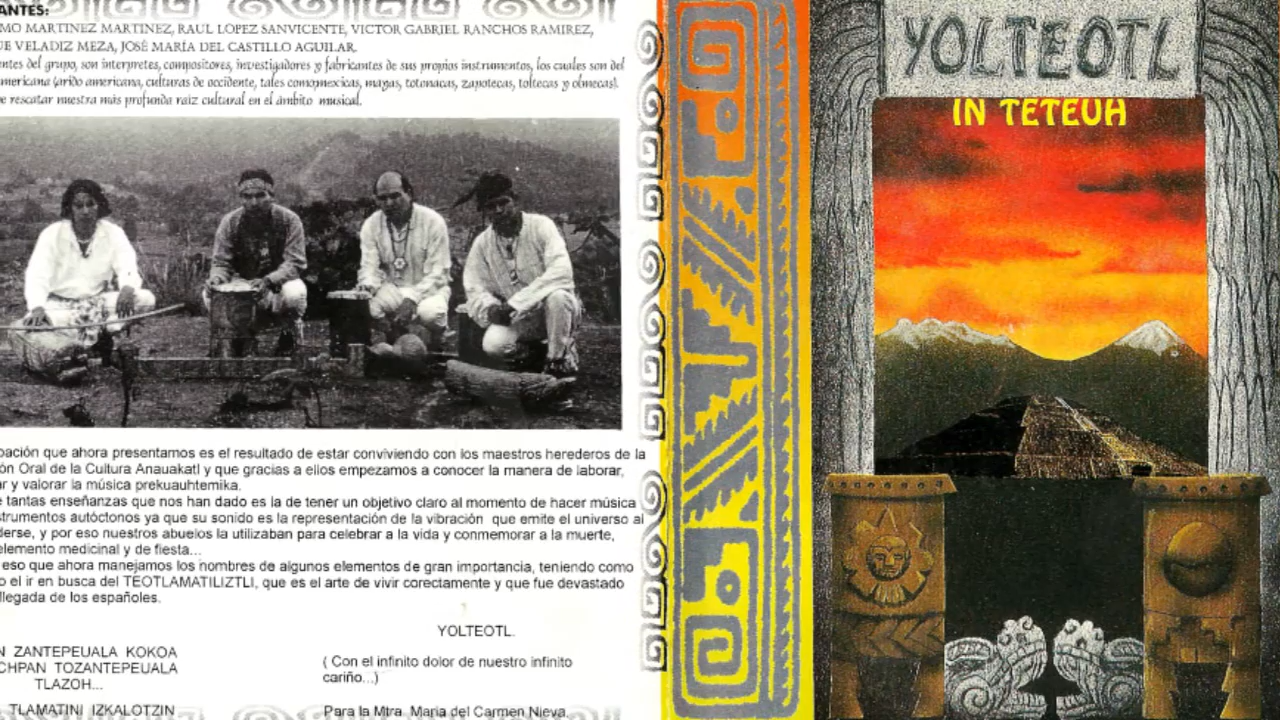 ANTES:
MO MARTINEZ MARTINEZ, RAUL LÓPEZ SANVICENTE, VICTOR GABRIEL RANCHOS RAMIREZ,
UE VELADIZ MEZA, JOSÉ MARÍA DEL CASTILLO AGUILAR.
entes del grupo, son interpretes, compositores, investigadores y fabricantes de sus propios instrumentos, los cuales son del
americana (arido americana, culturas de occidente, tales comopmexicas, mayas, totonacas, zapotecas, toltecas y olmecas).
e rescatar nuestra más profunda raiz cultural en el ámbito musical.
bación que ahora presentamos es el resultado de estar conviviendo con los maestros herederos de la
ón Oral de la Cultura Anauakatl y que gracias a ellos empezamos a conocer la manera de laborar,
ar y valorar la música prekuauhtemika.
e tantas enseñanzas que nos han dado es la de tener un objetivo claro al momento de hacer música
strumentos autóctonos ya que su sonido es la representación de la vibración que emite el universo al
derse, y por eso nuestros abuelos la utilizaban para celebrar a la vida y conmemorar a la muerte,
elemento medicinal y de fiesta...
eso que ahora manejamos los nombres de algunos elementos de gran importancia, teniendo como
o el ir en busca del TEOTLAMATILIZTLI, que es el arte de vivir corectamente y que fue devastado
llegada de los españoles.
YOLTEOTL.
N ZANTEPEUALA KOKOA
CHPAN TOZANTEPEUALA
TLAZOH...
( Con el infinito dolor de nuestro infinito
cariño...)
TLAMATINI IZKALOTZIN
Para la Mtra. Maria del Carmen Nieva.
YOLTEOTL
IN TETEUH